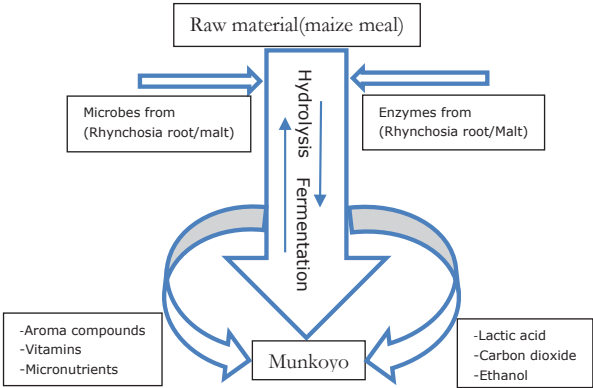 Raw material(maize meal)
Microbes from
(Rhynchosia root/malt)
Hydrolysis Fermentation
Enzymes from
(Rhynchosia root/Malt)
-Aroma compounds
-Vitamins
-Micronutrients
Munkoyo
-Lactic acid
-Carbon dioxide
-Ethanol